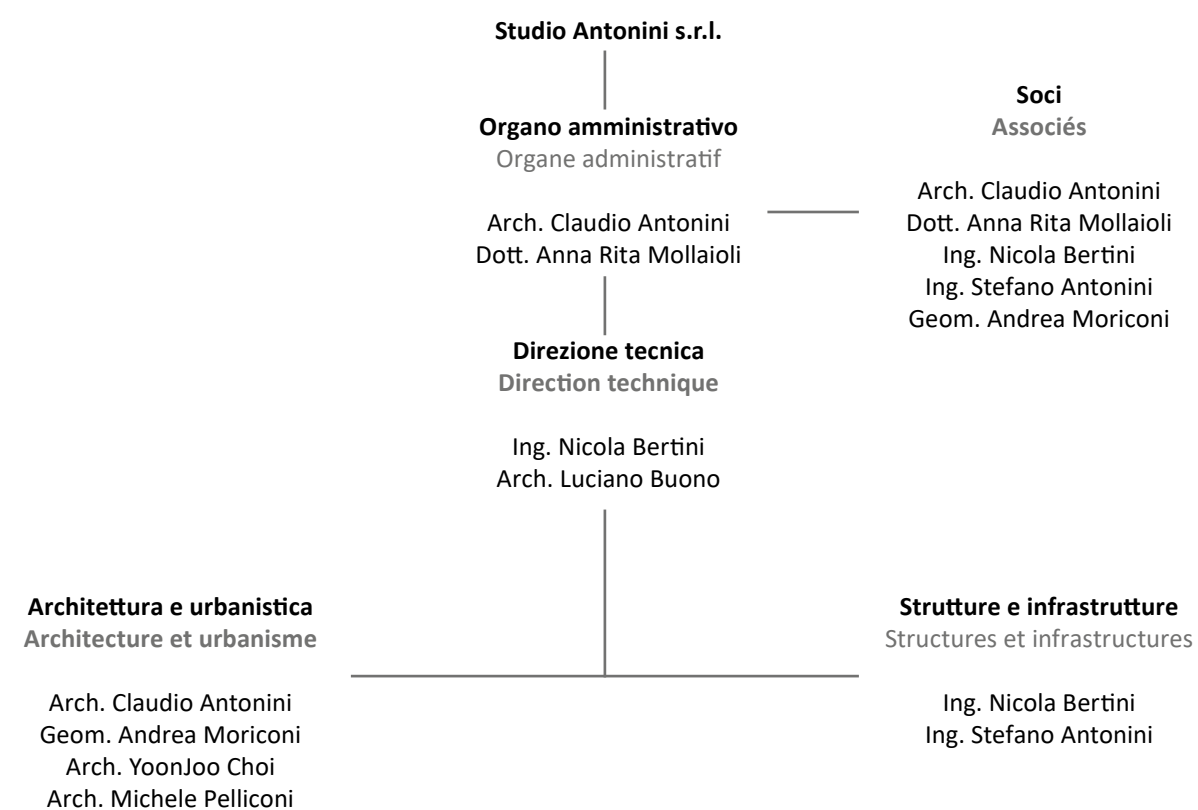 Studio Antonini s.r.l.
Organo amministrativo
Organe administratif
Arch. Claudio Antonini
Dott. Anna Rita Mollaioli
Soci
Associés
Arch. Claudio Antonini
Dott. Anna Rita Mollaioli
Ing. Nicola Bertini
Ing. Stefano Antonini
Geom. Andrea Moriconi
Direzione tecnica
Direction technique
Ing. Nicola Bertini
Arch. Luciano Buono
Architettura e urbanistica
Architecture et urbanisme
Arch. Claudio Antonini
Geom. Andrea Moriconi
Arch. YoonJoo Choi
Arch. Michele Pelliconi
Strutture e infrastrutture
Structures et infrastructures
Ing. Nicola Bertini
Ing. Stefano Antonini